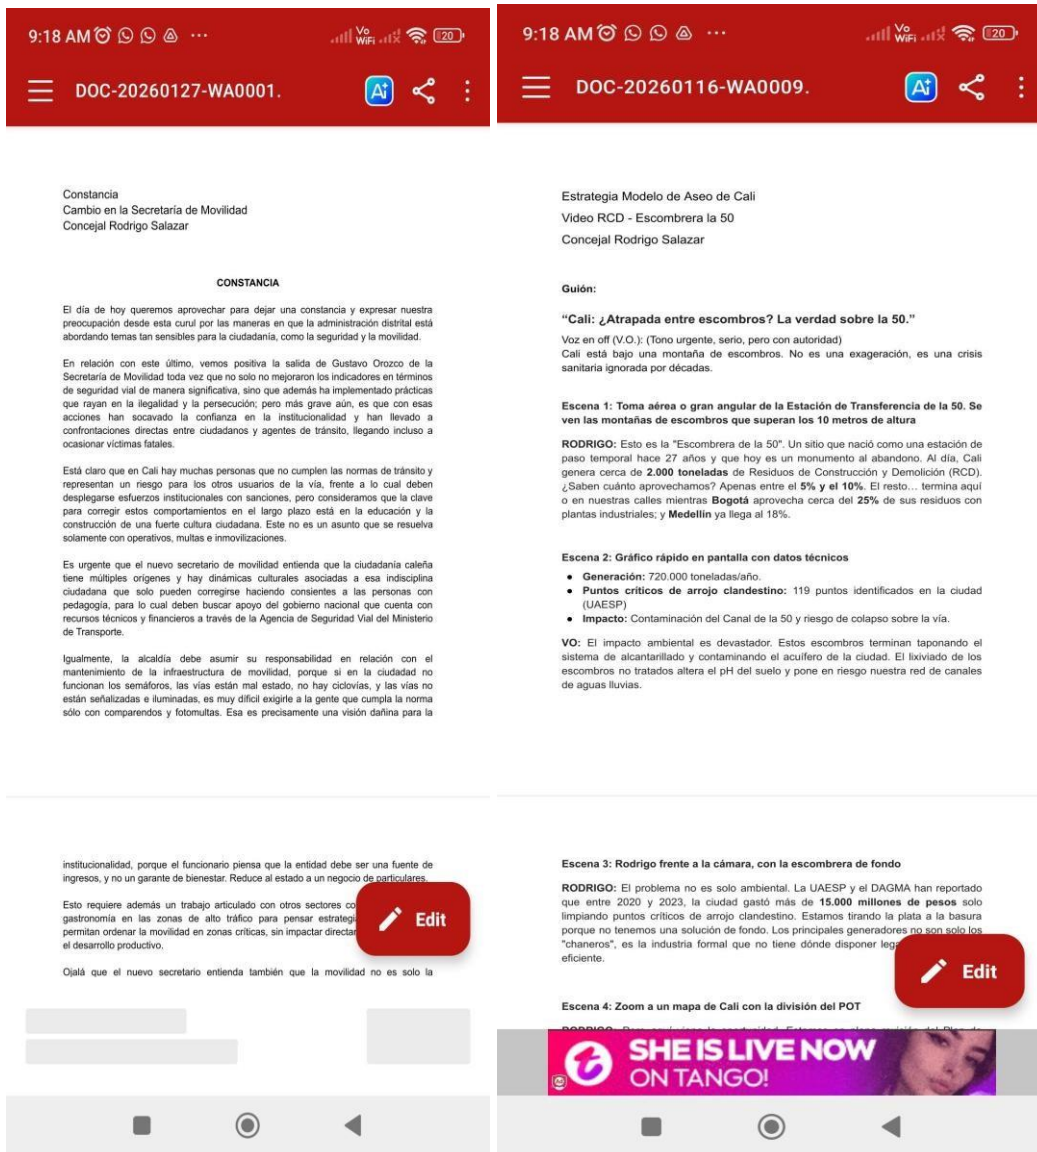 9:18 AM
Vo
WiFi
20
DOC-20260127-WA0001.
Ai
Constancia
Cambio en la Secretaría de Movilidad
Concejal Rodrigo Salazar
CONSTANCIA
El día de hoy queremos aprovechar para dejar una constancia y expresar nuestra
preocupación desde esta curul por las maneras en que la administración distrital está
abordando temas tan sensibles para la ciudadanía, como la seguridad y la movilidad.
En relación con este último, vemos positiva la salida de Gustavo Orozco de la
Secretaría de Movilidad toda vez que no solo no mejoraron los indicadores en términos
de seguridad vial de manera significativa, sino que además ha implementado prácticas
que rayan en la ilegalidad y la persecución; pero más grave aún, es que con esas
acciones han socavado la confianza en la institucionalidad y han llevado a
confrontaciones directas entre ciudadanos y agentes de tránsito, llegando incluso a
ocasionar víctimas fatales.
Está claro que en Cali hay muchas personas que no cumplen las normas de tránsito y
representan un riesgo para los otros usuarios de la vía, frente a lo cual deben
desplegarse esfuerzos institucionales con sanciones, pero consideramos que la clave
para corregir estos comportamientos en el largo plazo está en la educación y la
construcción de una fuerte cultura ciudadana. Este no es un asunto que se resuelva
solamente con operativos, multas e inmovilizaciones.
Es urgente que el nuevo secretario de movilidad entienda que la ciudadanía caleña
tiene múltiples orígenes y hay dinámicas culturales asociadas a esa indisciplina
ciudadana que solo pueden corregirse haciendo consientes a las personas con
pedagogía, para lo cual deben buscar apoyo del gobierno nacional que cuenta con
recursos técnicos y financieros a través de la Agencia de Seguridad Vial del Ministerio
de Transporte.
Igualmente, la alcaldía debe asumir su responsabilidad en relación con el
mantenimiento de la infraestructura de movilidad, porque si en la ciudadad no
funcionan los semáforos, las vías están mal estado, no hay ciclovías, y las vías no
están señalizadas e iluminadas, es muy difícil exigirle a la gente que cumpla la norma
sólo con comparendos y fotomultas. Esa es precisamente una visión dañina para la
institucionalidad, porque el funcionario piensa que la entidad debe ser una fuente de
ingresos, y no un garante de bienestar. Reduce al estado a un negocio de particulares.
Esto requiere además un trabajo articulado con otros sectores co
gastronomía en las zonas de alto tráfico para pensar
permitan ordenar la movilidad en zonas críticas, sin impactar
el desarrollo productivo.
Ojalá que el nuevo secretario entienda también que la movilidad no es solo la
Edit
9:18 AM
Vo
WiFi
20
DOC-20260116-WA0009.
Ai
Estrategia Modelo de Aseo de Cali
Video RCD - Escombrera la 50
Concejal Rodrigo Salazar
Guión:
“Cali: ¿Atrapada entre escombros? La verdad sobre la 50.”
Voz en off (V.O.): (Tono urgente, serio, pero con autoridad)
Cali está bajo una montaña de escombros. No es una exageración, es una crisis
sanitaria ignorada por décadas.
Escena 1: Toma aérea o gran angular de la Estación de Transferencia de la 50. Se
ven las montañas de escombros que superan los 10 metros de altura
RODRIGO: Esto es la "Escombrera de la 50". Un sitio que nació como una estación de
paso temporal hace 27 años y que hoy es un monumento al abandono. Al día, Cali
genera cerca de 2.000 toneladas de Residuos de Construcción y Demolición (RCD).
¿Saben cuánto aprovechamos? Apenas entre el 5% y el 10%. El resto… termina aquí
o en nuestras calles mientras Bogotá aprovecha cerca del 25% de sus residuos con
plantas industriales; y Medellín ya llega al 18%.
Escena 2: Gráfico rápido en pantalla con datos técnicos
● Generación: 720.000 toneladas/año.
● Puntos críticos de arrojo clandestino: 119 puntos identificados en la ciudad
(UAESP)
● Impacto: Contaminación del Canal de la 50 y riesgo de colapso sobre la vía.
VO: El impacto ambiental es devastador. Estos escombros terminan taponando el
sistema de alcantarillado y contaminando el acuífero de la ciudad. El lixiviado de los
escombros no tratados altera el pH del suelo y pone en riesgo nuestra red de canales
de aguas lluvias.
Escena 3: Rodrigo frente a la cámara, con la escombrera de fondo
RODRIGO: El problema no es solo ambiental. La UAESP y el DAGMA han reportado
que entre 2020 y 2023, la ciudad gastó más de 15.000 millones de pesos solo
limpiando puntos críticos de arrojo clandestino. Estamos tirando la plata a la basura
porque no tenemos una solución de fondo. Los principales generadores no son solo los
"chaneros", es la industria formal que no tiene dónde disponer
eficiente.
Edit
Escena 4: Zoom a un mapa de Cali con la división del POT
SHE IS LIVE NOW
ON TANGO!